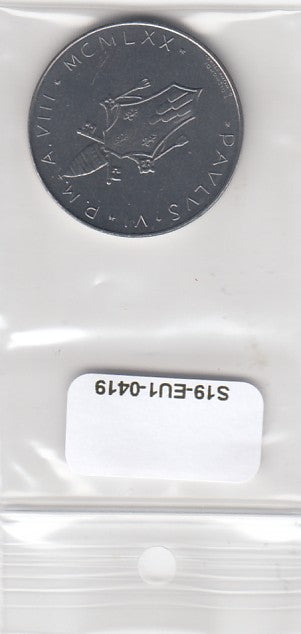 PAVLVS · VI · P. M. A. VIII · MCMLXX
S19-EU1-0419